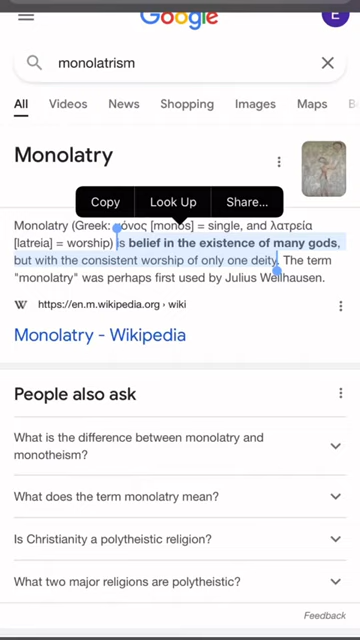 Google
E
monolatrism
All Videos News Shopping Images Maps
Monolatry
Copy Look Up Share...
Monolatry (Greek: μόνος [monos] = single, and λατρεία
[latreia] = worship) is belief in the existence of many gods,
but with the consistent worship of only one deity. The term
"monolatry" was perhaps first used by Julius Wellhausen.
W https://en.m.wikipedia.org › wiki
Monolatry - Wikipedia
People also ask
What is the difference between monolatry and
monotheism?
What does the term monolatry mean?
Is Christianity a polytheistic religion?
What two major religions are polytheistic?
Feedback